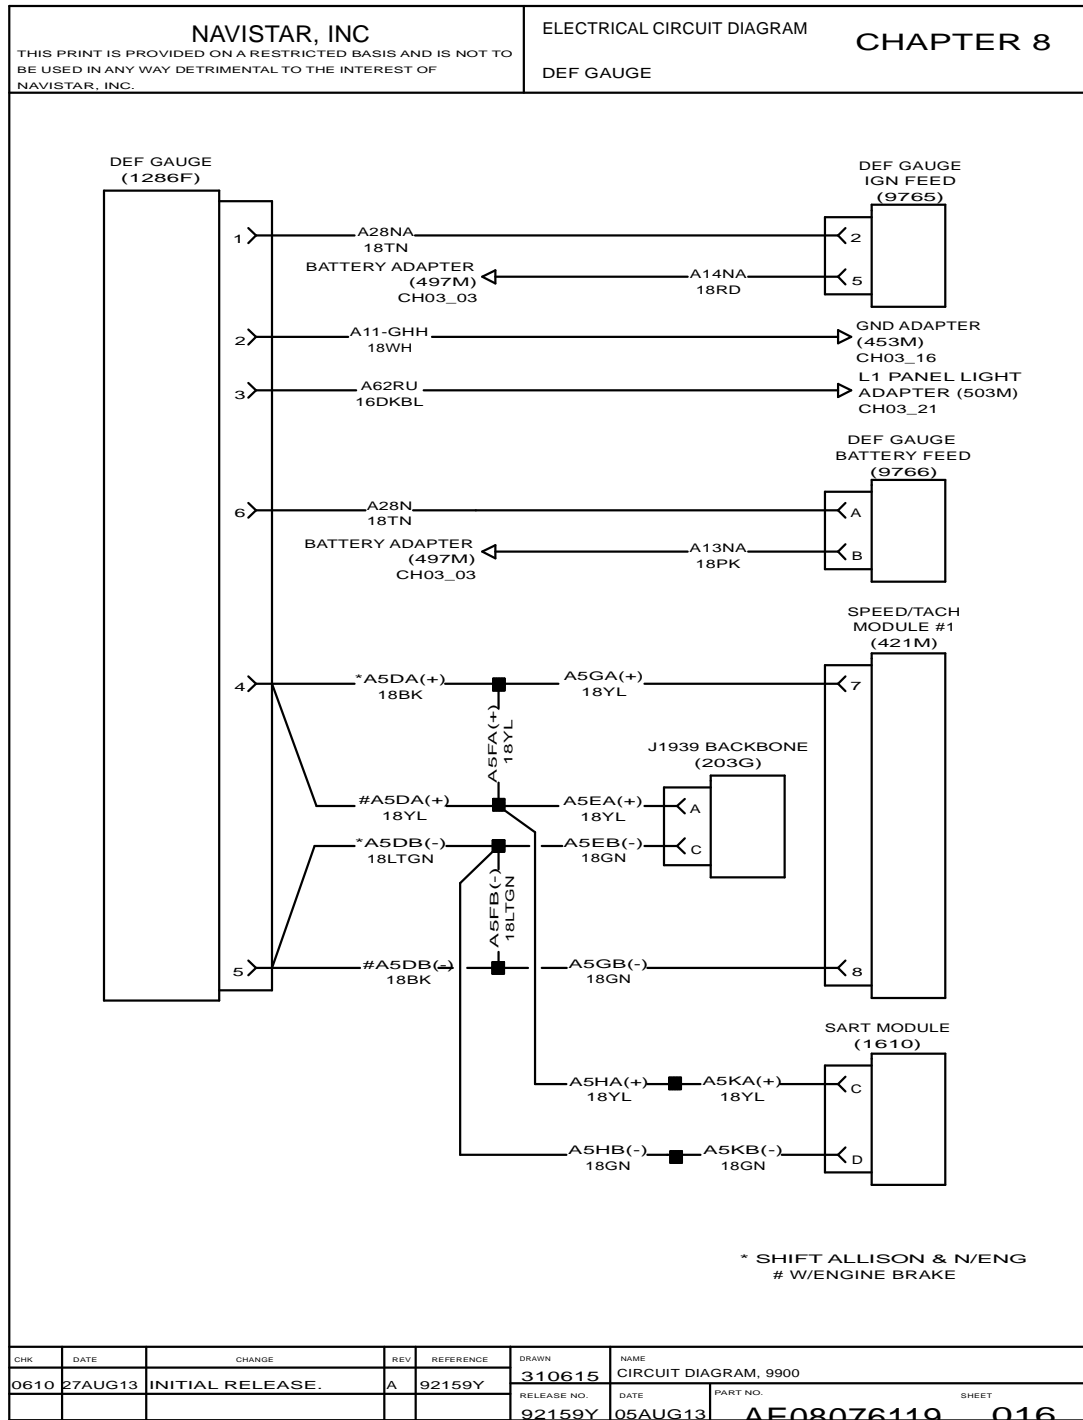 NAVISTAR, INC
THIS PRINT IS PROVIDED ON A RESTRICTED BASIS AND IS NOT TO
BE USED IN ANY WAY DETRIMENTAL TO THE INTEREST OF
NAVISTAR, INC.
ELECTRICAL CIRCUIT DIAGRAM
DEF GAUGE
CHAPTER 8
DEF GAUGE
(1286F)
DEF GAUGE
IGN FEED
(9765)
1
A28NA
18TN
2
BATTERY ADAPTER
(497M)
CH03_03
A14NA
18RD
5
2
A11-GHH
18WH
GND ADAPTER
(453M)
CH03_16
3
A62RU
16DKBL
L1 PANEL LIGHT
ADAPTER (503M)
CH03_21
DEF GAUGE
BATTERY FEED
(9766)
6
A28N
18TN
A
BATTERY ADAPTER
(497M)
CH03_03
A13NA
18PK
B
SPEED/TACH
MODULE #1
(421M)
4
*A5DA(+)
18BK
A5GA(+)
18YL
7
A5FA(+)
18YL
J1939 BACKBONE
(203G)
#A5DA(+)
18YL
A5EA(+)
18YL
A
*A5DB(-)
18LTGN
A5EB(-)
18GN
C
A5FB(-)
18LTGN
5
#A5DB(-)
18BK
A5GB(-)
18GN
8
SART MODULE
(1610)
A5HA(+)
18YL
A5KA(+)
18YL
C
A5HB(-)
18GN
A5KB(-)
18GN
D
* SHIFT ALLISON & N/ENG
# W/ENGINE BRAKE
CHK DATE CHANGE REV REFERENCE
0610 27AUG13 INITIAL RELEASE. A 92159Y
DRAWN
310615
NAME
CIRCUIT DIAGRAM, 9900
RELEASE NO.
92159Y
DATE
05AUG13
PART NO.
AE08076119
SHEET
016